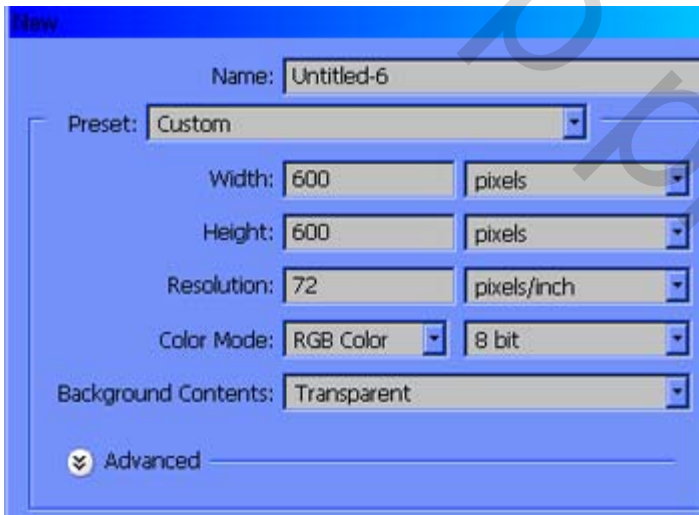 New
Name: Untitled-6
Preset: Custom
Width: 600 pixels
Height: 600 pixels
Resolution: 72 pixels/inch
Color Mode: RGB Color 8 bit
Background Contents: Transparent
Advanced